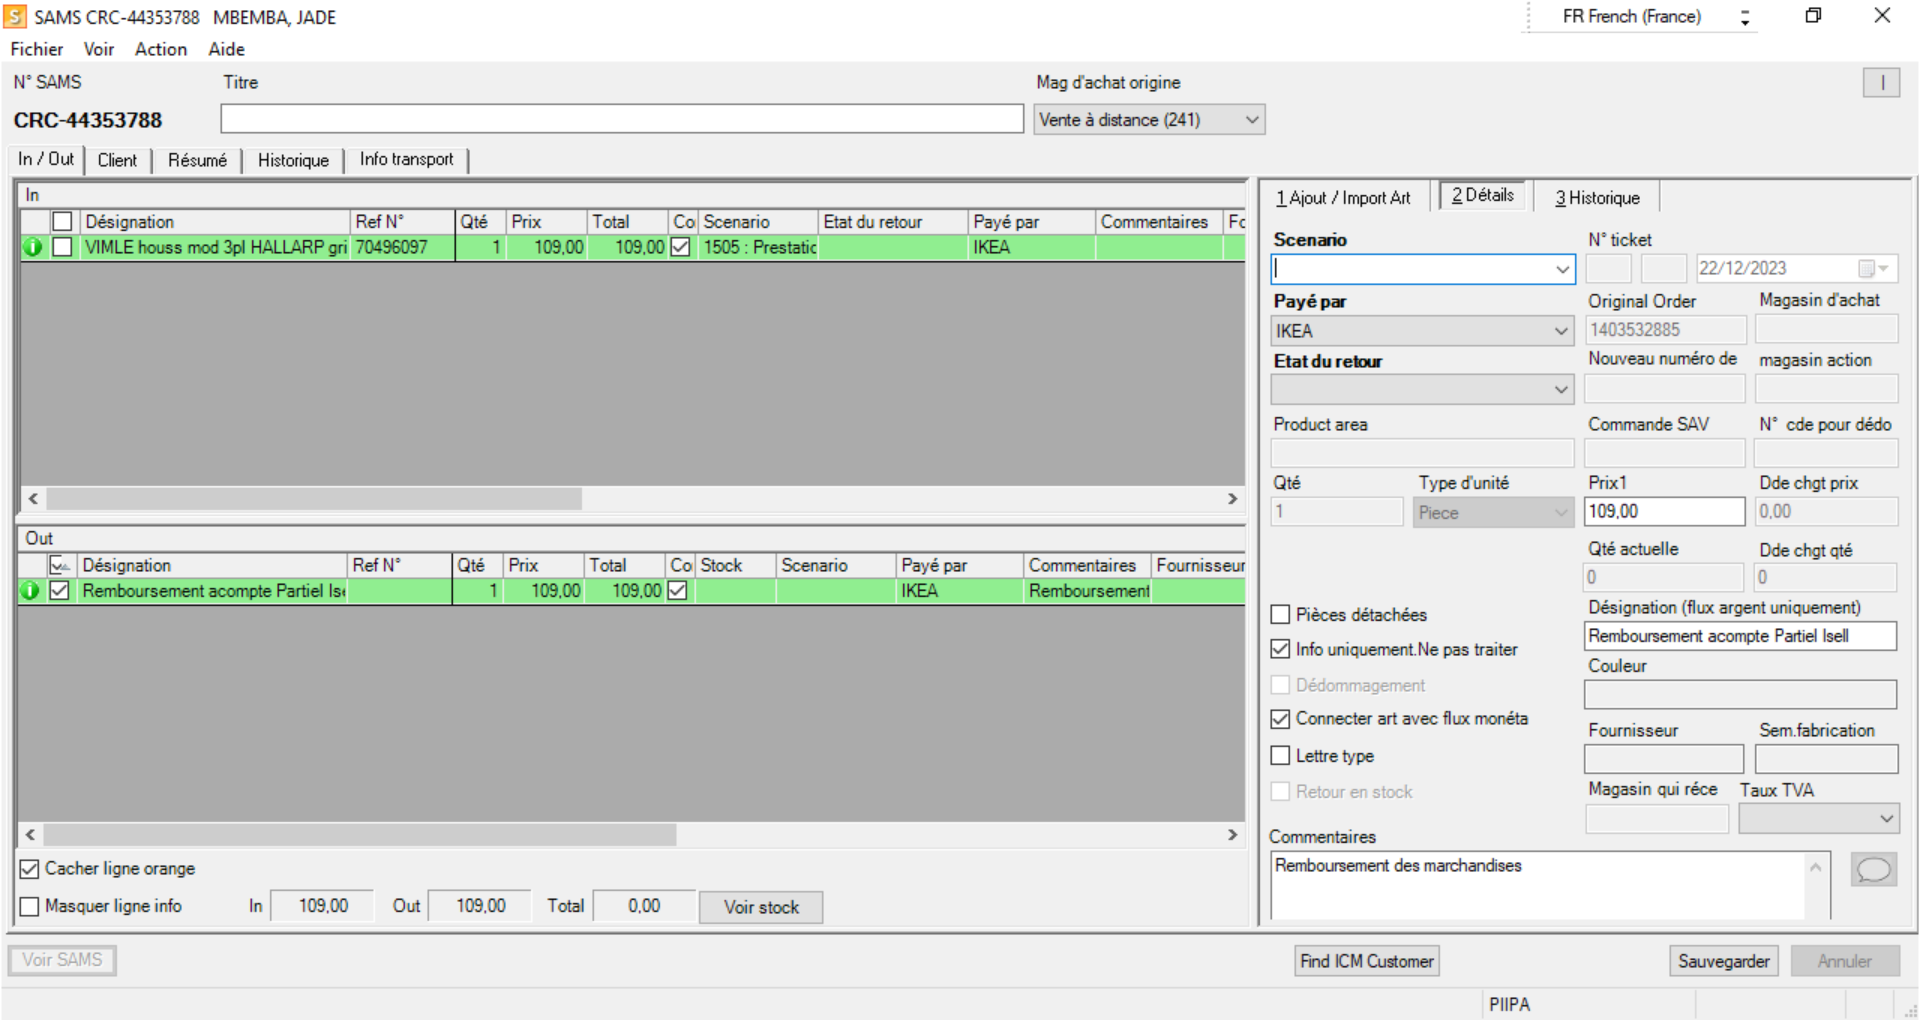 S SAMS CRC-44353788 MBEMBA, JADE FR French (France)
Fichier Voir Action Aide
N° SAMS Titre Mag d'achat origine
CRC-44353788 Vente à distance (241)
In / Out Client Résumé Historique Info transport
In
Désignation Ref N° Qté Prix Total Co Scenario Etat du retour Payé par Commentaires Fo
VIMLE houss mod 3pl HALLARP gri 70496097 1 109,00 109,00 1505 : Prestatic IKEA
Out
Désignation Ref N° Qté Prix Total Co Stock Scenario Payé par Commentaires Fournisseur
Remboursement acompte Partiel Ise 1 109,00 109,00 IKEA Remboursement
Cacher ligne orange
Masquer ligne info In 109,00 Out 109,00 Total 0,00 Voir stock
1 Ajout / Import Art 2 Détails 3 Historique
Scenario N° ticket
22/12/2023
Payé par Original Order Magasin d'achat
IKEA 1403532885
Etat du retour Nouveau numéro de magasin action
Product area Commande SAV N° cde pour dédo
Qté Type d'unité Prix1 Dde chgt prix
1 Piece 109,00 0,00
Qté actuelle Dde chgt qté
0 0
Pièces détachées Désignation (flux argent uniquement)
Remboursement acompte Partiel Isell
Info uniquement.Ne pas traiter
Couleur
Dédommagement
Connecter art avec flux monéta
Fournisseur Sem.fabrication
Lettre type
Retour en stock Magasin qui réce Taux TVA
Commentaires
Remboursement des marchandises
Voir SAMS Find ICM Customer Sauvegarder Annuler
PIIPA